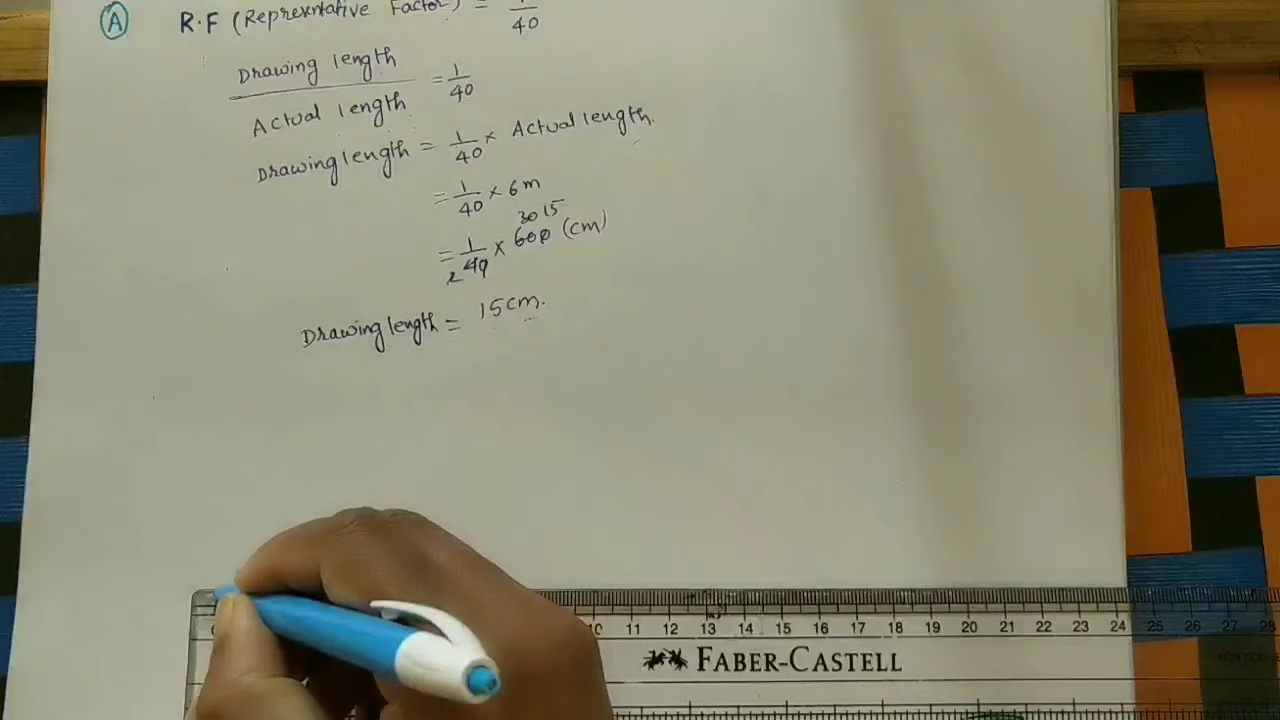 A R.F (Represntative Factor) = 1/40
Drawing length / Actual length = 1/40
Drawing length = 1/40 × Actual length.
= 1/40 × 6m
30 15
= 1/40 × 600 (cm)
2
Drawing length = 15cm.
10 11 12 13 14 15 16 17 18 19 20 21 22 23 24 25 26 27 28
FABER-CASTELL